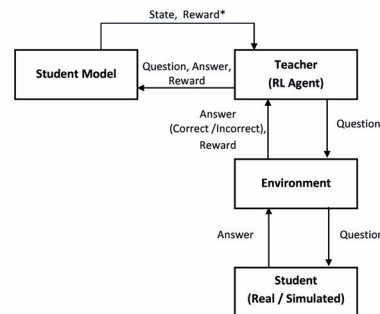 State, Reward*
Student Model
Question, Answer,
Reward
Teacher
(RL Agent)
Answer
(Correct /Incorrect),
Reward
Question
Environment
Answer
Question
Student
(Real / Simulated)